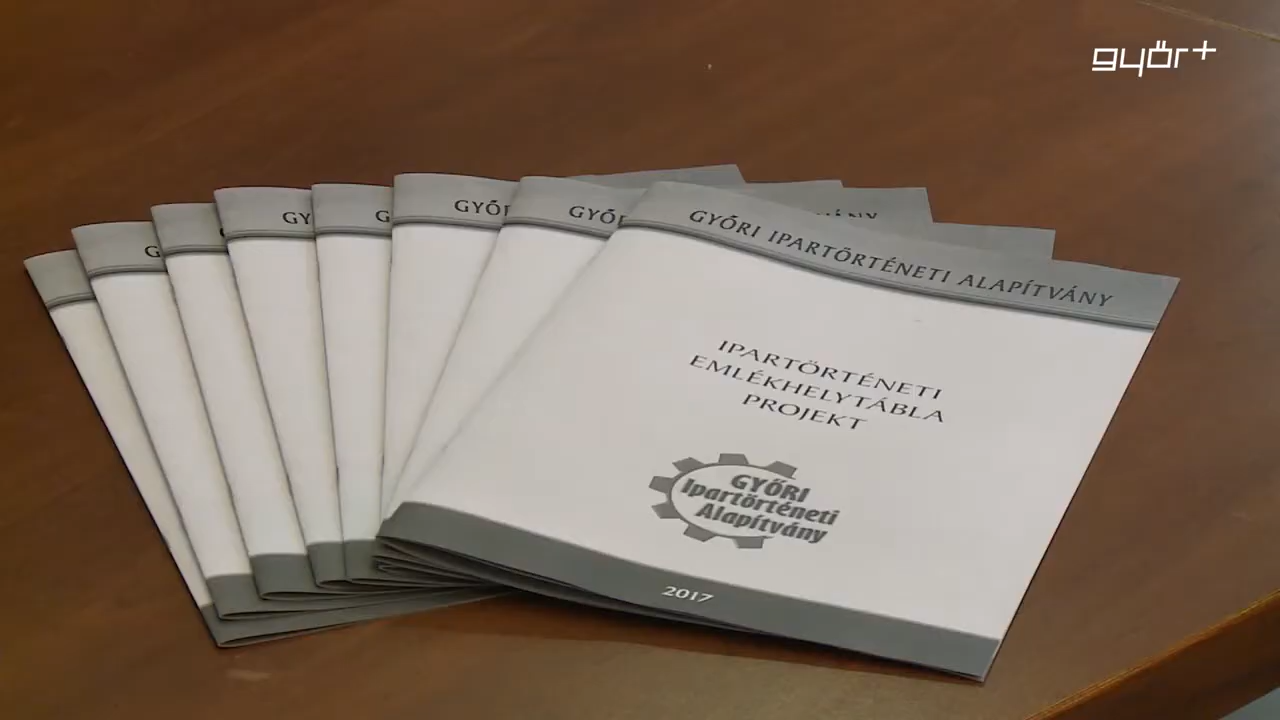 győr+
GYŐRI IPARTÖRTÉNETI ALAPÍTVÁNY
IPARTÖRTÉNETI
EMLÉKHELYTÁBLA
PROJEKT
GYŐRI
Ipartörténeti
Alapítvány
2017